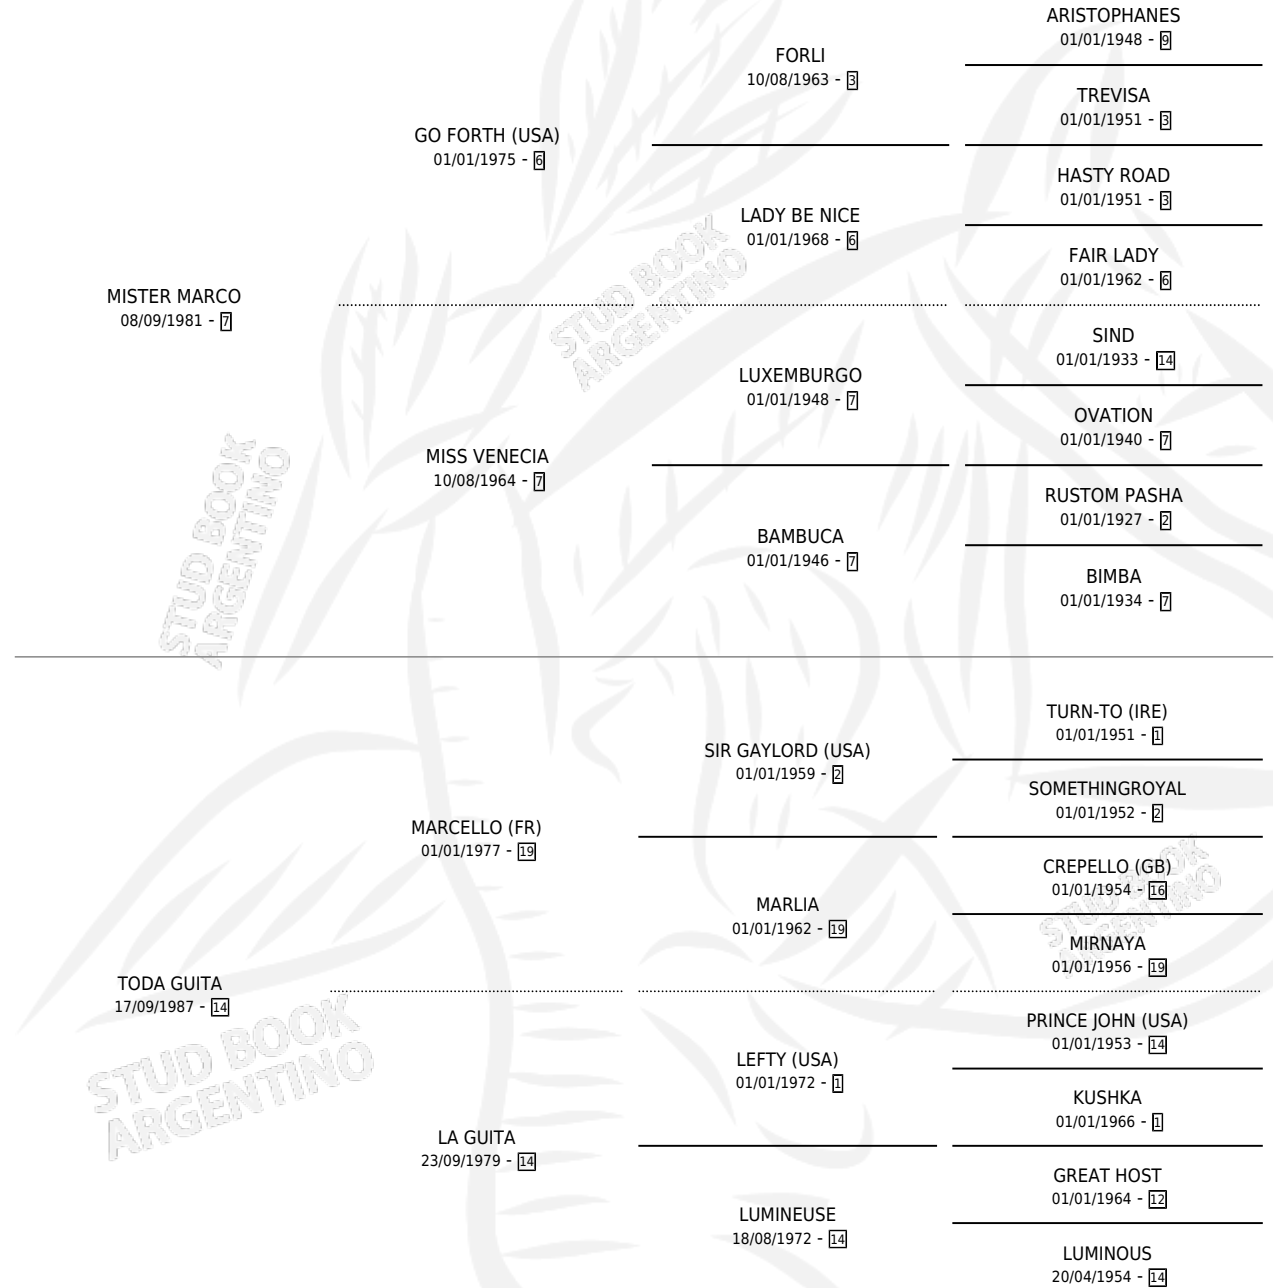 ARISTOPHANES
01/01/1948 - 9
FORLI
10/08/1963 - 3
TREVISA
01/01/1951 - 3
GO FORTH (USA)
01/01/1975 - 6
HASTY ROAD
01/01/1951 - 3
LADY BE NICE
01/01/1968 - 6
FAIR LADY
01/01/1962 - 6
MISTER MARCO
08/09/1981 - 7
STUD BOOK
ARGENTINO
SIND
01/01/1933 - 14
LUXEMBURGO
01/01/1948 - 7
OVATION
01/01/1940 - 7
MISS VENECIA
10/08/1964 - 7
RUSTOM PASHA
01/01/1927 - 2
BAMBUCA
01/01/1946 - 7
BIMBA
01/01/1934 - 7
STUD BOOK
ARGENTINO
TURN-TO (IRE)
01/01/1951 - 1
SIR GAYLORD (USA)
01/01/1959 - 2
SOMETHINGROYAL
01/01/1952 - 2
MARCELLO (FR)
01/01/1977 - 19
CREPELLO (GB)
01/01/1954 - 16
MARLIA
01/01/1962 - 19
MIRNAYA
01/01/1956 - 19
STUD BOOK
ARGENTINO
TODA GUITA
17/09/1987 - 14
PRINCE JOHN (USA)
01/01/1953 - 14
LEFTY (USA)
01/01/1972 - 1
KUSHKA
01/01/1966 - 1
STUD BOOK
ARGENTINO
LA GUITA
23/09/1979 - 14
GREAT HOST
01/01/1964 - 12
LUMINEUSE
18/08/1972 - 14
LUMINOUS
20/04/1954 - 14